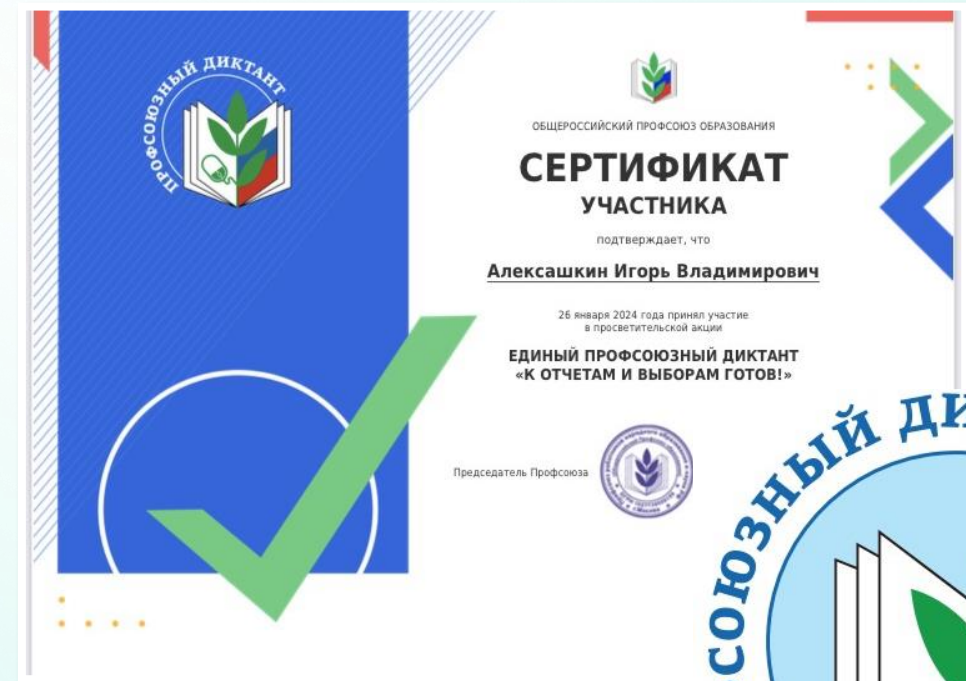 ПРОФСОЮЗНЫЙ ДИКТАНТ
ОБЩЕРОССИЙСКИЙ ПРОФСОЮЗ ОБРАЗОВАНИЯ
СЕРТИФИКАТ
УЧАСТНИКА
подтверждает, что
Алексашкин Игорь Владимирович
26 января 2024 года принял участие
в просветительской акции
ЕДИНЫЙ ПРОФСОЮЗНЫЙ ДИКТАНТ
«К ОТЧЕТАМ И ВЫБОРАМ ГОТОВ!»
Председатель Профсоюза
СОЮЗНЫЙ ДИ